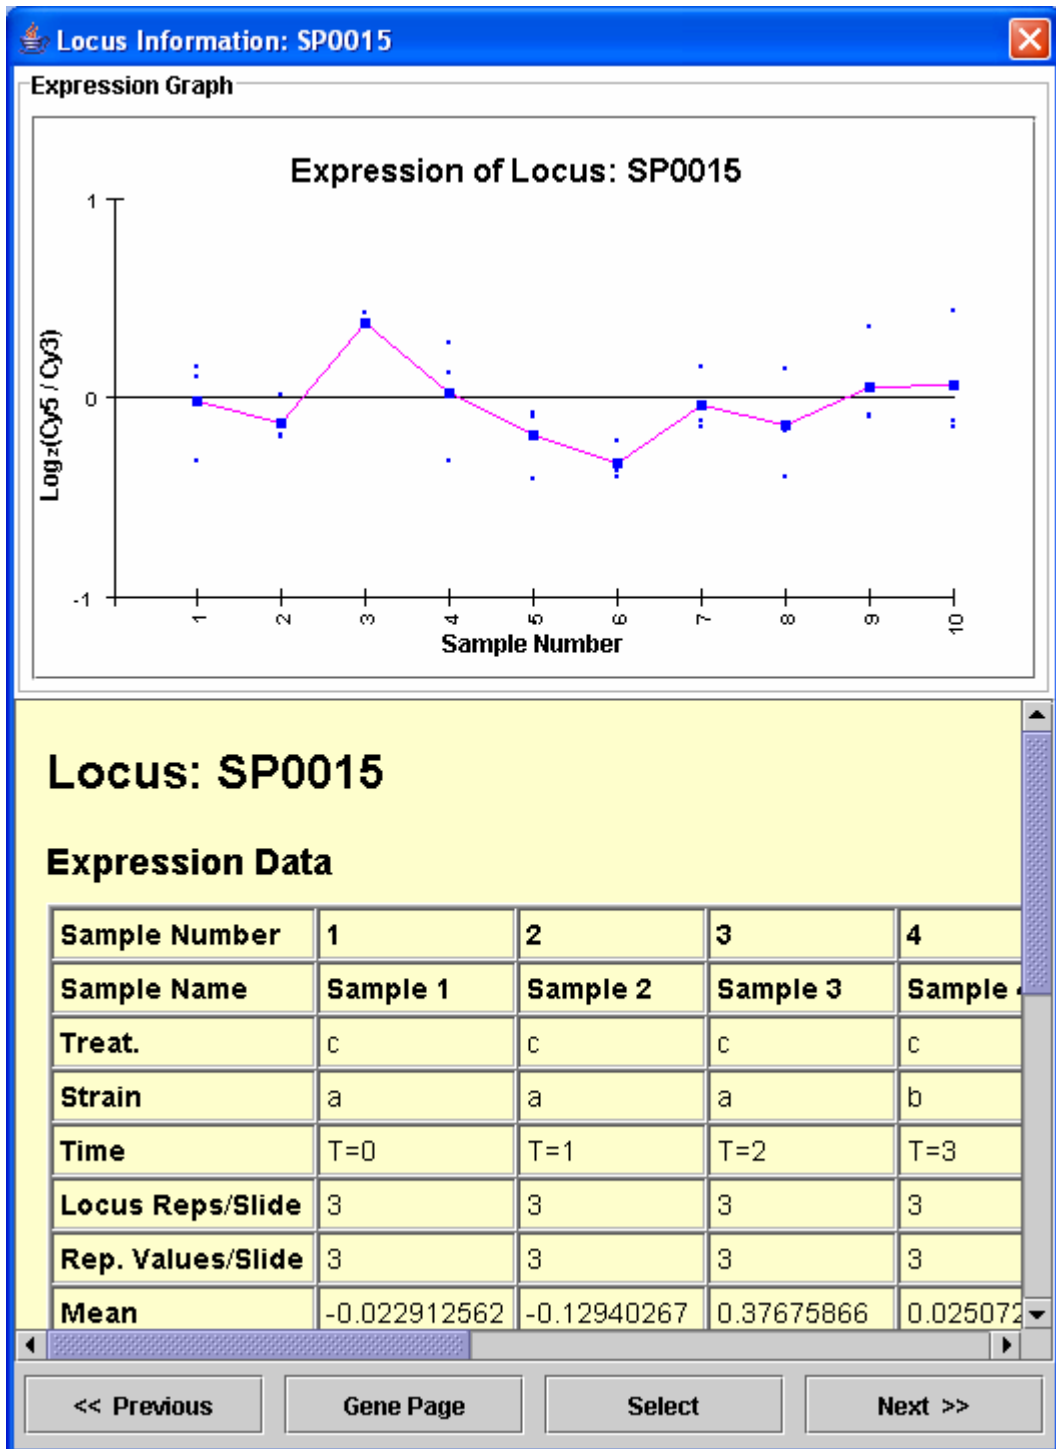 Locus Information: SP0015
Expression Graph
Expression of Locus: SP0015
1
0
-1
Log2(Cy5 / Cy3)
1 2 3 4 5 6 7 8 9 10
Sample Number
Locus: SP0015
Expression Data
Sample Number 1 2 3 4
Sample Name Sample 1 Sample 2 Sample 3 Sample
Treat. c c c c
Strain a a a b
Time T=0 T=1 T=2 T=3
Locus Reps/Slide 3 3 3 3
Rep. Values/Slide 3 3 3 3
Mean -0.022912562 -0.12940267 0.37675866 0.025072
<< Previous Gene Page Select Next >>